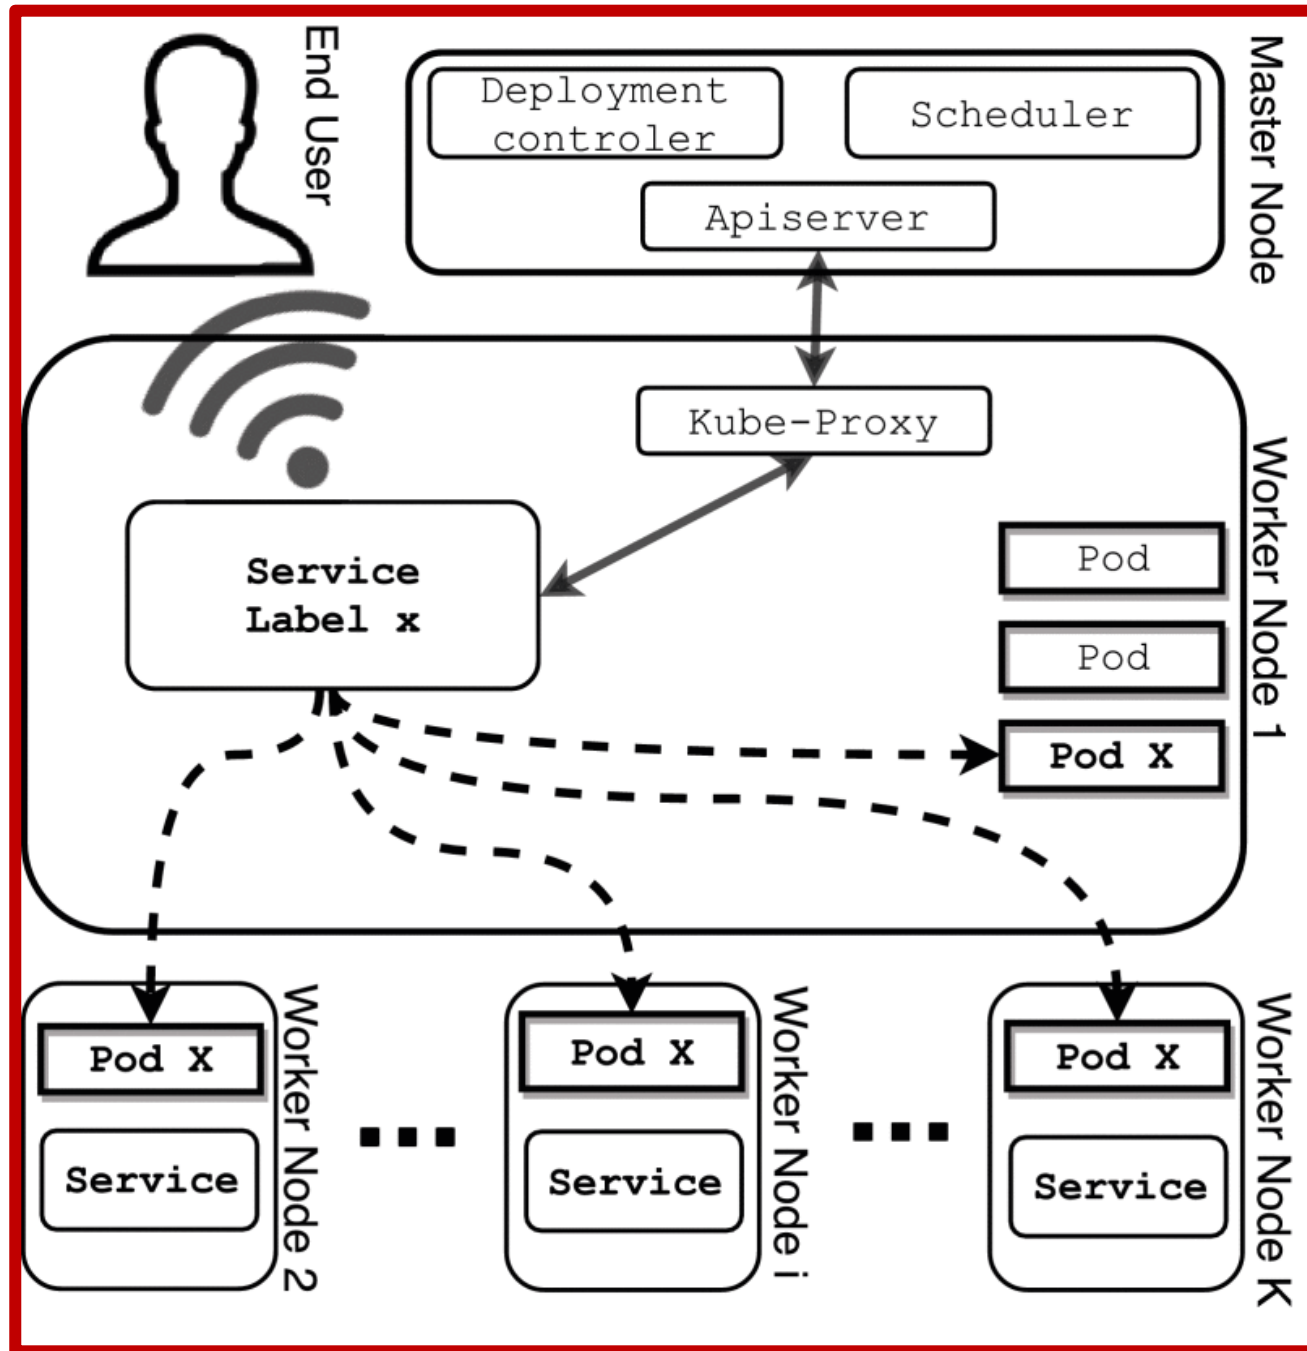 End User
Deployment
controler
Scheduler
Apiserver
Master Node
Kube-Proxy
Service
Label x
Pod
Pod
Pod X
Worker Node 1
Pod X
Service
Worker Node 2
Pod X
Service
Worker Node i
Pod X
Service
Worker Node K